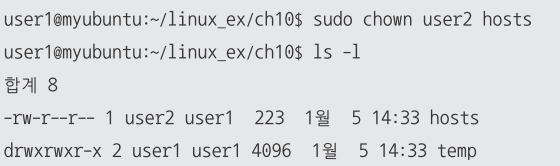 user1@myubuntu:~/linux_ex/ch10$ sudo chown user2 hosts
user1@myubuntu:~/linux_ex/ch10$ ls -l
합계 8
-rw-r--r-- 1 user2 user1  223  1월  5 14:33 hosts
drwxrwxr-x 2 user1 user1 4096  1월  5 14:33 temp